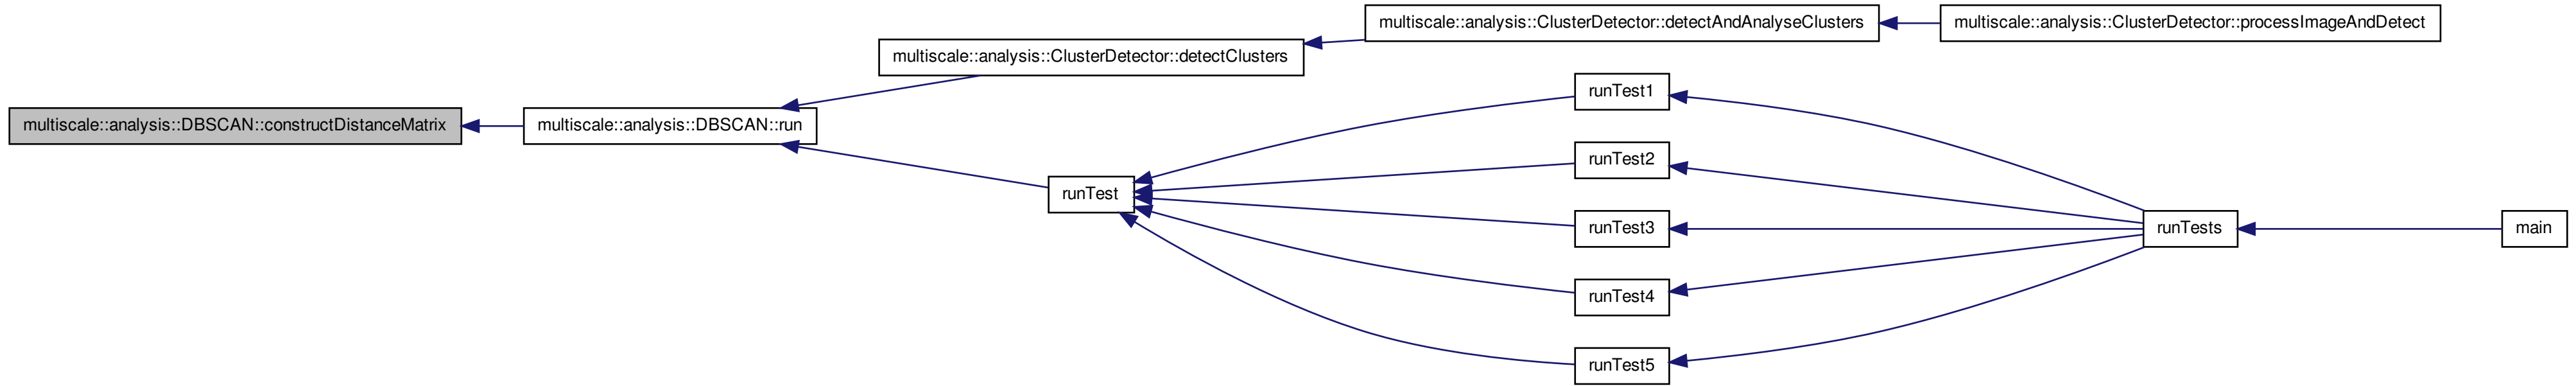 multiscale::analysis::ClusterDetector::detectAndAnalyseClusters
multiscale::analysis::ClusterDetector::processImageAndDetect
multiscale::analysis::ClusterDetector::detectClusters
multiscale::analysis::DBSCAN::constructDistanceMatrix
multiscale::analysis::DBSCAN::run
runTest
runTest1
runTest2
runTest3
runTest4
runTest5
runTests
main